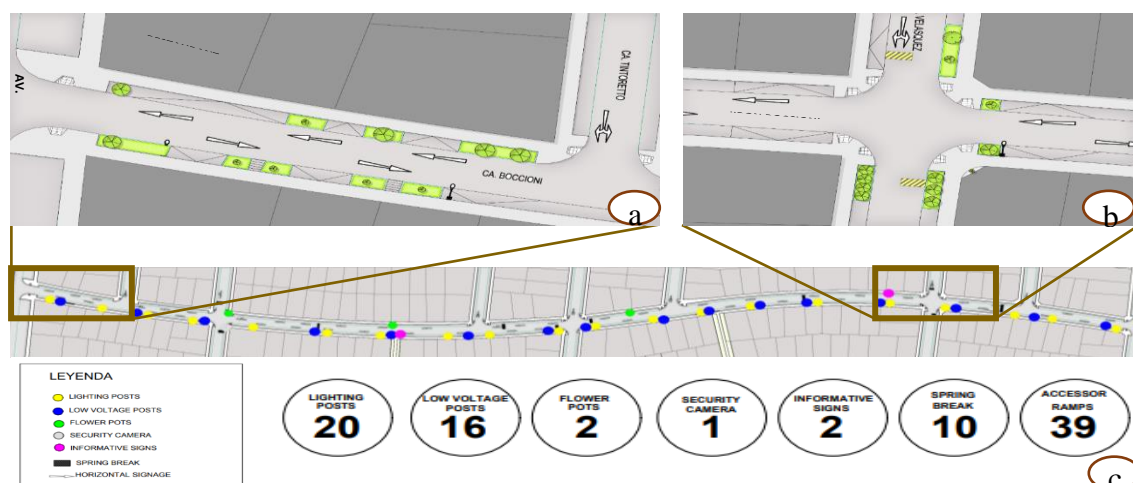 AV.
CA. TINTORETTO
CA. BOCCIONI
a
VELASQUEZ
b
LEYENDA
LIGHTING POSTS
LOW VOLTAGE POSTS
FLOWER POTS
SECURITY CAMERA
INFORMATIVE SIGNS
SPRING BREAK
HORIZONTAL SIGNAGE
LIGHTING
POSTS
20
LOW VOLTAGE
POSTS
16
FLOWER
POTS
2
SECURITY
CAMERA
1
INFORMATIVE
SIGNS
2
SPRING
BREAK
10
ACCESSOR
RAMPS
39
c